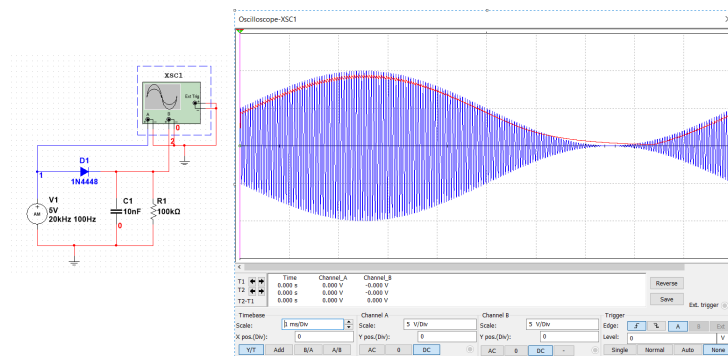 Oscilloscope-XSC1
XSC1
Ext Trig
A
B
0
2
D1
1
1N4448
V1
5V
20kHz 100Hz
AM
C1
10nF
0
R1
100kΩ
T1
T2
T2-T1
Time Channel_A Channel_B
0.000 s 0.000 V -0.000 V
0.000 s 0.000 V -0.000 V
0.000 s 0.000 V 0.000 V
Reverse
Save
Ext. trigger
Timebase
Scale: 1 ms/Div
X pos.(Div): 0
Y/T Add B/A A/B
Channel A
Scale: 5 V/Div
Y pos.(Div): 0
AC 0 DC
Channel B
Scale: 5 V/Div
Y pos.(Div): 0
AC 0 DC -
Trigger
Edge: A B Ext
Level: 0 V
Single Normal Auto None